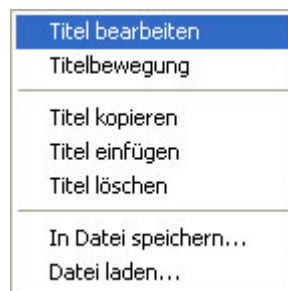 Titel bearbeiten
Titelbewegung
Titel kopieren
Titel einfügen
Titel löschen
In Datei speichern...
Datei laden...